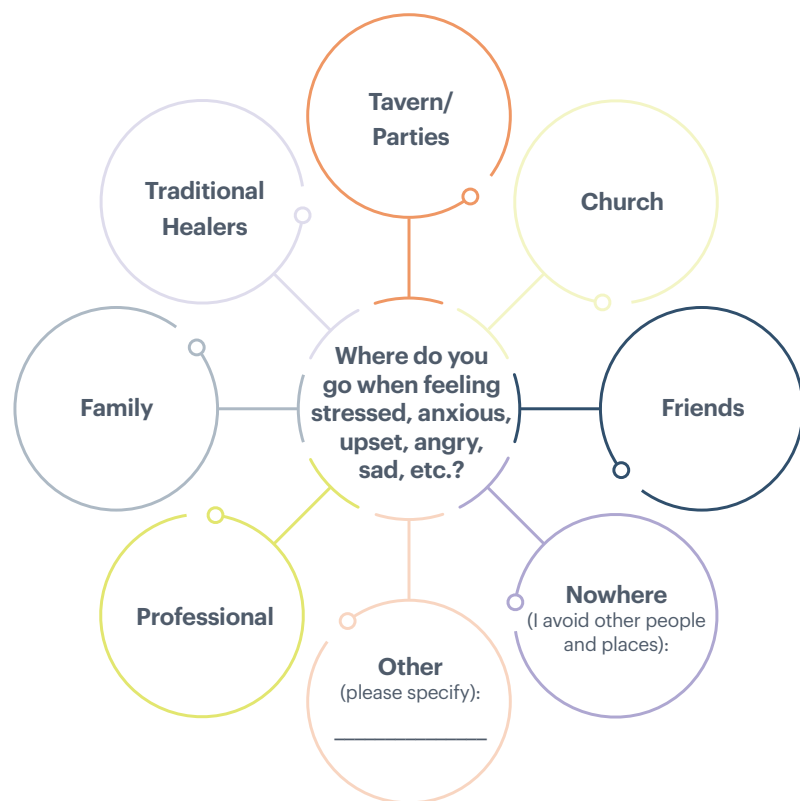 Tavern/
Parties
Traditional
Healers
Church
Where do you
go when feeling
stressed, anxious,
upset, angry,
sad, etc.?
Family
Friends
Professional
Nowhere
(I avoid other people
and places):
Other
(please specify):